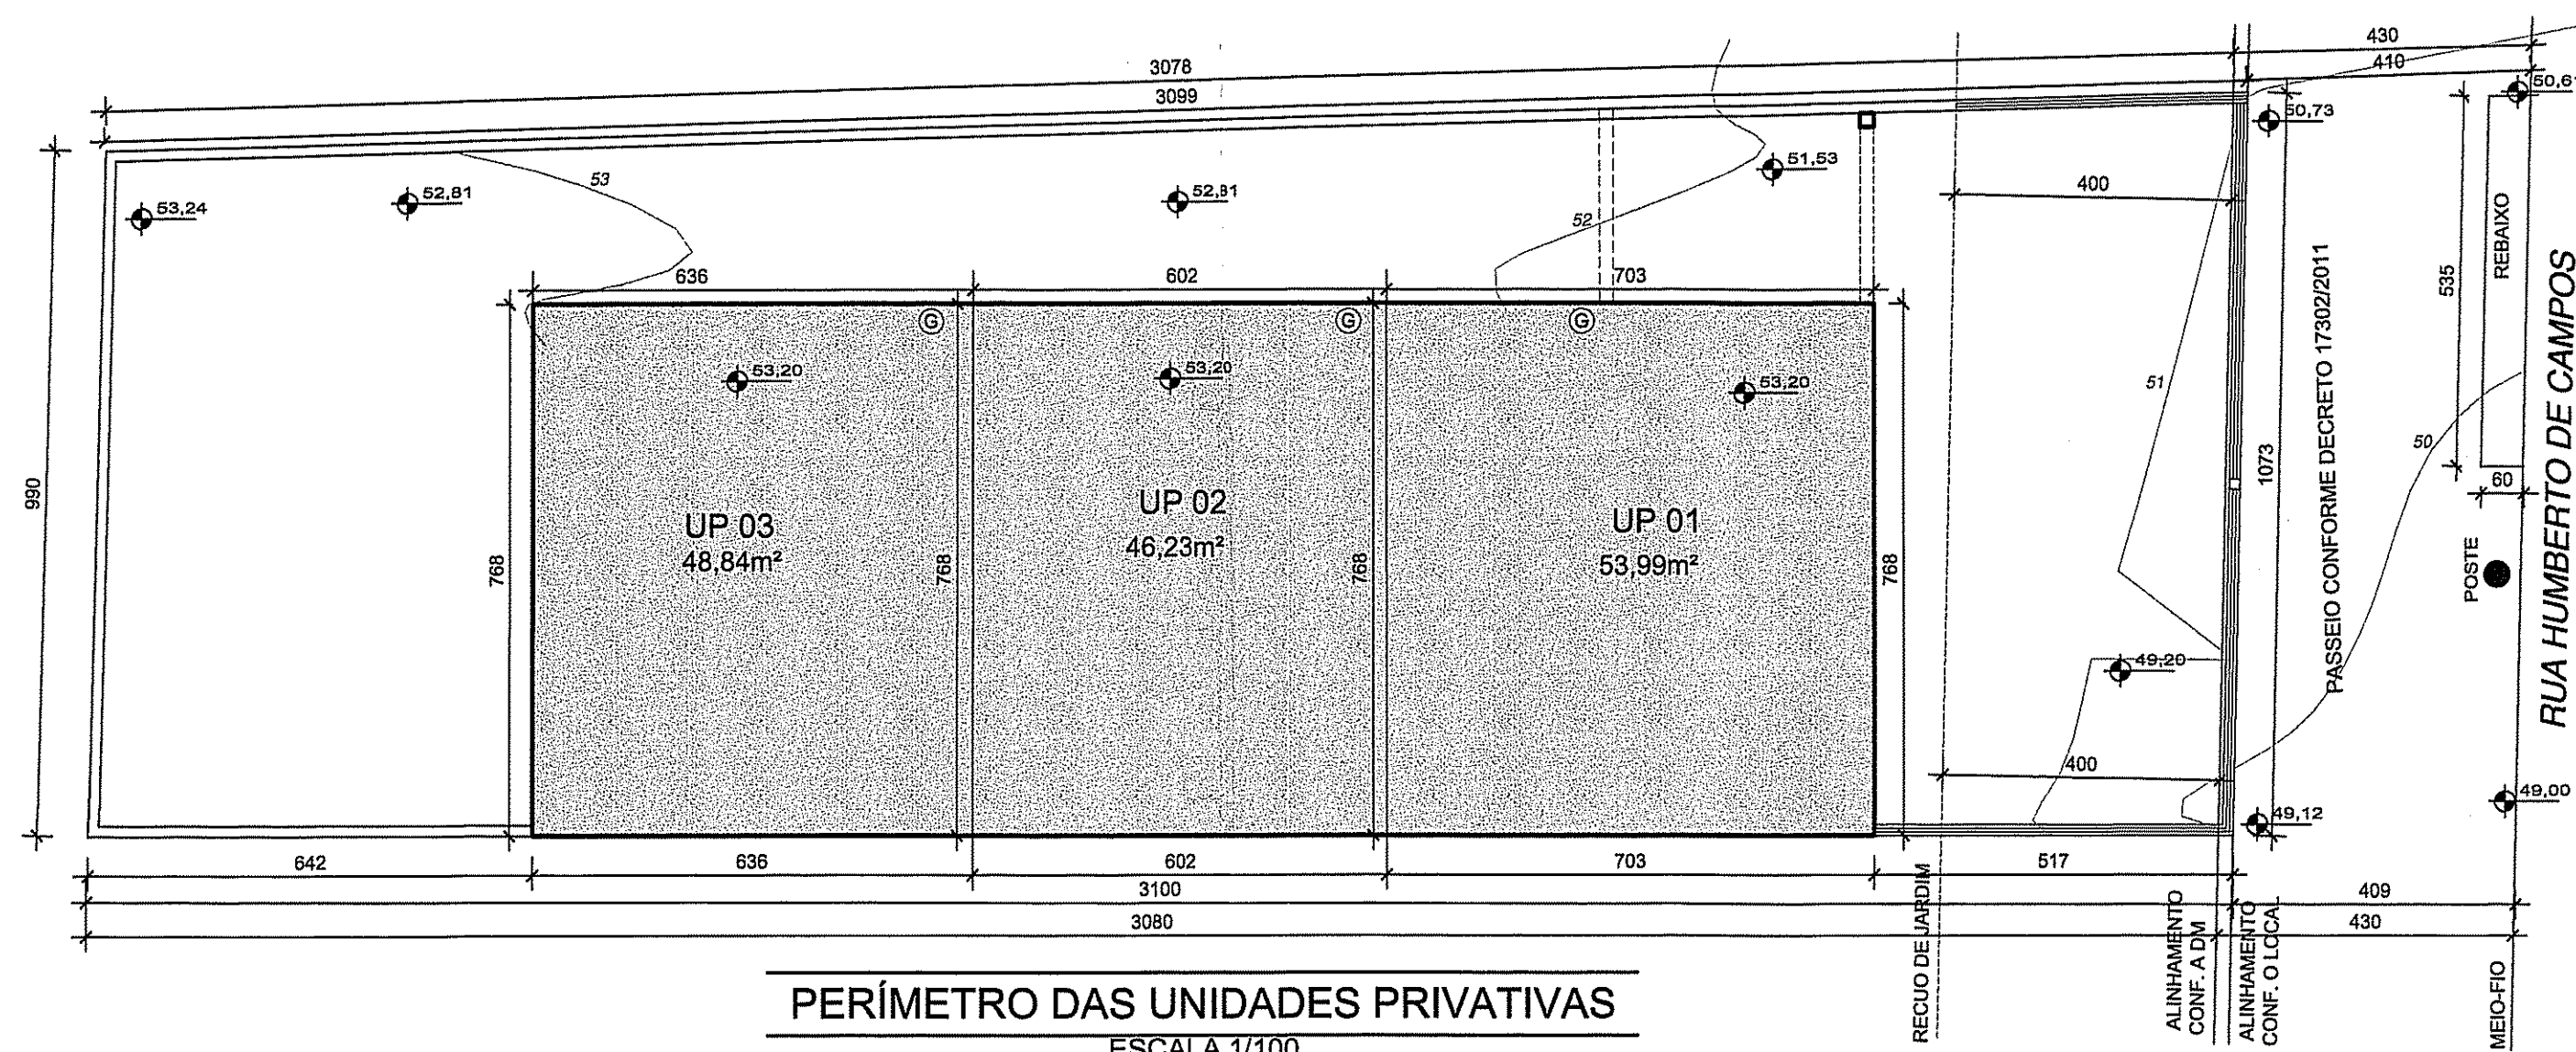 430
3078
410
3099
50,61
50,73
53
51,53
400
53,24
52,81
52,81
52
636
602
703
G
G
G
53,20
53,20
53,20
51
50
535
REBAIXO
60
POSTE
1073
PASSEIO CONFORME DECRETO 17302/2011
RUA HUMBERTO DE CAMPOS
990
768
768
768
768
UP 03
48,84m²
UP 02
46,23m²
UP 01
53,99m²
49,20
400
49,00
49,12
642
636
602
703
517
3100
409
3080
430
RECUO DE JARDIM
ALINHAMENTO
CONF. A DM
ALINHAMENTO
CONF. O LOCAL
MEIO-FIO
PERÍMETRO DAS UNIDADES PRIVATIVAS
ESCALA 1/100